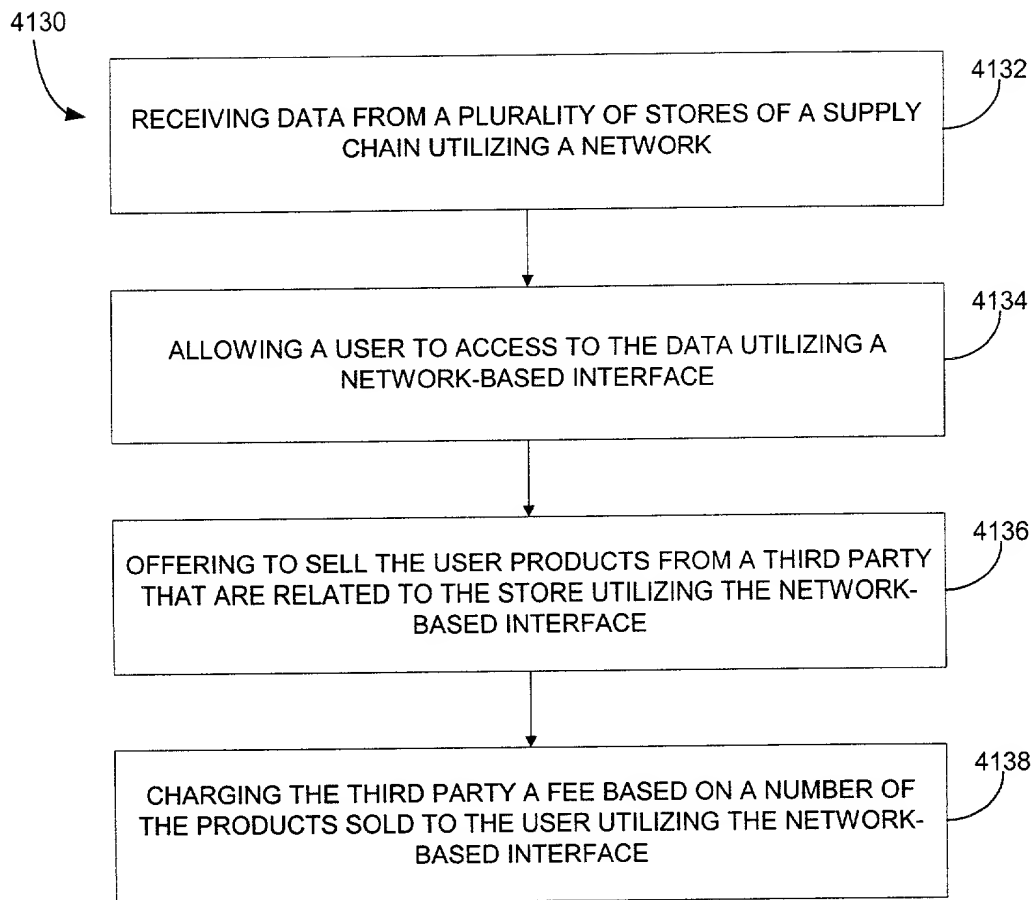 4130
4132
RECEIVING DATA FROM A PLURALITY OF STORES OF A SUPPLY
CHAIN UTILIZING A NETWORK
4134
ALLOWING A USER TO ACCESS TO THE DATA UTILIZING A
NETWORK-BASED INTERFACE
4136
OFFERING TO SELL THE USER PRODUCTS FROM A THIRD PARTY
THAT ARE RELATED TO THE STORE UTILIZING THE NETWORK-
BASED INTERFACE
4138
CHARGING THE THIRD PARTY A FEE BASED ON A NUMBER OF
THE PRODUCTS SOLD TO THE USER UTILIZING THE NETWORK-
BASED INTERFACE